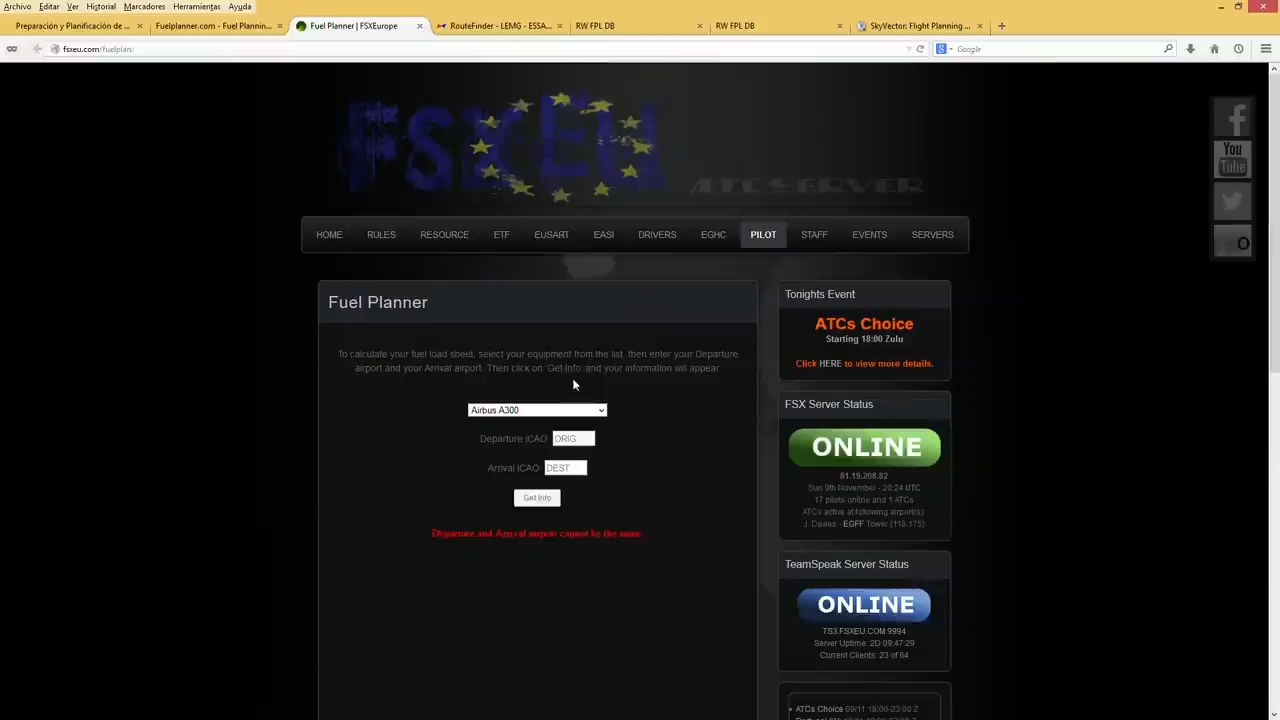 Archivo Editar Ver Historial Marcadores Herramientas Ayuda
Preparación y Planificación de ... × Fuelplanner.com - Fuel Plannin... × Fuel Planner | FSXEurope × RouteFinder - LEMG - ESSA... × RW FPL DB × RW FPL DB × SkyVector: Flight Planning ... ×
fsxeu.com/fuelplan/ Google
FSXEU
ATC SERVER
You Tube
HOME RULES RESOURCE ETF EUSART EASI DRIVERS EGHC PILOT STAFF EVENTS SERVERS
Fuel Planner
To calculate your fuel load sheet, select your equipment from the list, then enter your Departure
airport and your Arrival airport. Then click on 'Get Info' and your information will appear
Airbus A300
Departure ICAO: ORIG
Arrival ICAO: DEST
Get Info
Departure and Arrival airport cannot be the same.
Tonights Event
ATCs Choice
Starting 18:00 Zulu
Click HERE to view more details.
FSX Server Status
ONLINE
81.19.208.82
Sun 9th November - 20:24 UTC
17 pilots online and 1 ATCs
ATCs active at following airport(s)
J. Davies - EGFF Tower (118.175)
TeamSpeak Server Status
ONLINE
TS3.FSXEU.COM:9994
Server Uptime: 2D 09:47:29
Current Clients: 23 of 64
ATCs Choice 09/11 18:00-23:00 Z